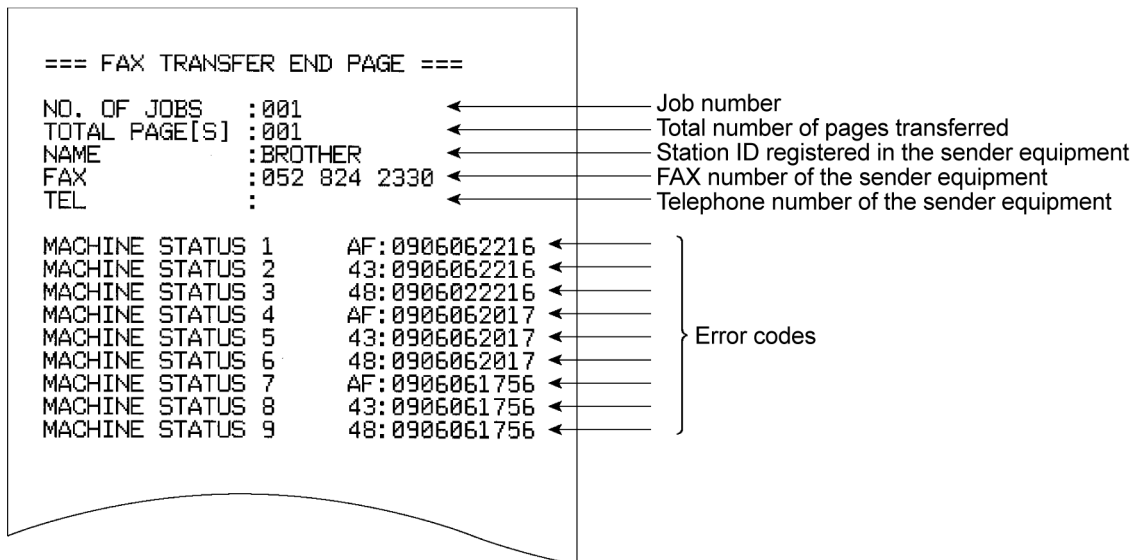 === FAX TRANSFER END PAGE ===
NO. OF JOBS :001
TOTAL PAGE[S] :001
NAME :BROTHER
FAX :052 824 2330
TEL :
Job number
Total number of pages transferred
Station ID registered in the sender equipment
FAX number of the sender equipment
Telephone number of the sender equipment
MACHINE STATUS 1 AF:0906062216
MACHINE STATUS 2 43:0906062216
MACHINE STATUS 3 48:0906022216
MACHINE STATUS 4 AF:0906062017
MACHINE STATUS 5 43:0906062017
MACHINE STATUS 6 48:0906062017
MACHINE STATUS 7 AF:0906061756
MACHINE STATUS 8 43:0906061756
MACHINE STATUS 9 48:0906061756
Error codes